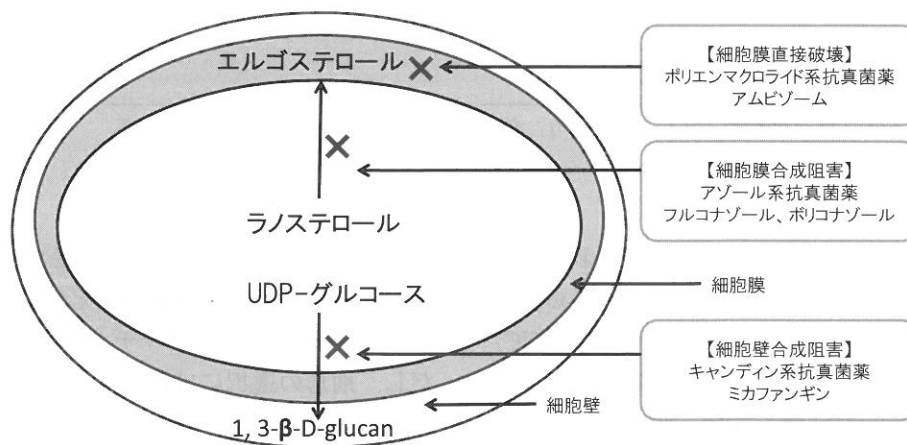 エルゴステロール
【細胞膜直接破壊】
ポリエンマクロライド系抗真菌薬
アムビゾーム
【細胞膜合成阻害】
アゾール系抗真菌薬
フルコナゾール、ボリコナゾール
ラノステロール
UDP-グルコース
細胞膜
【細胞壁合成阻害】
キャンディン系抗真菌薬
ミカファンギン
細胞壁
1, 3-β-D-glucan